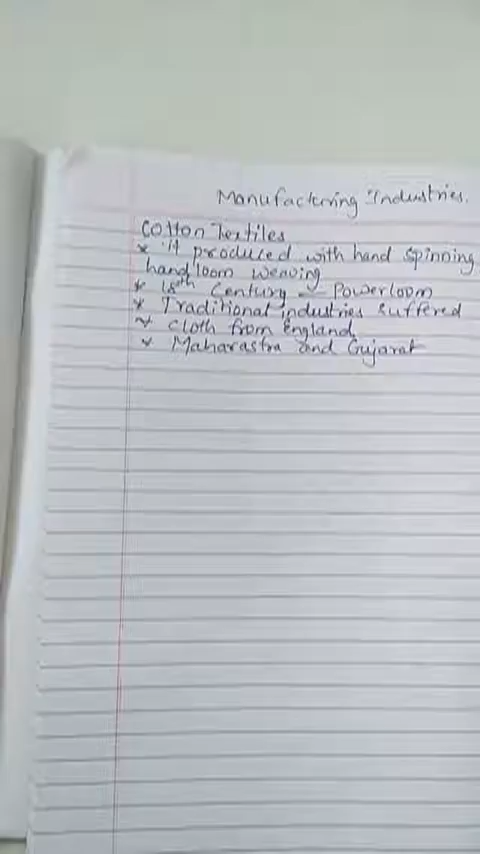 Manufacturing Industries.
Cotton Textiles
* It produced with hand spinning
handloom weaving
* 18th Century - Powerloom
* Traditional industries suffered
* Cloth from England
* Maharastra and Gujarat